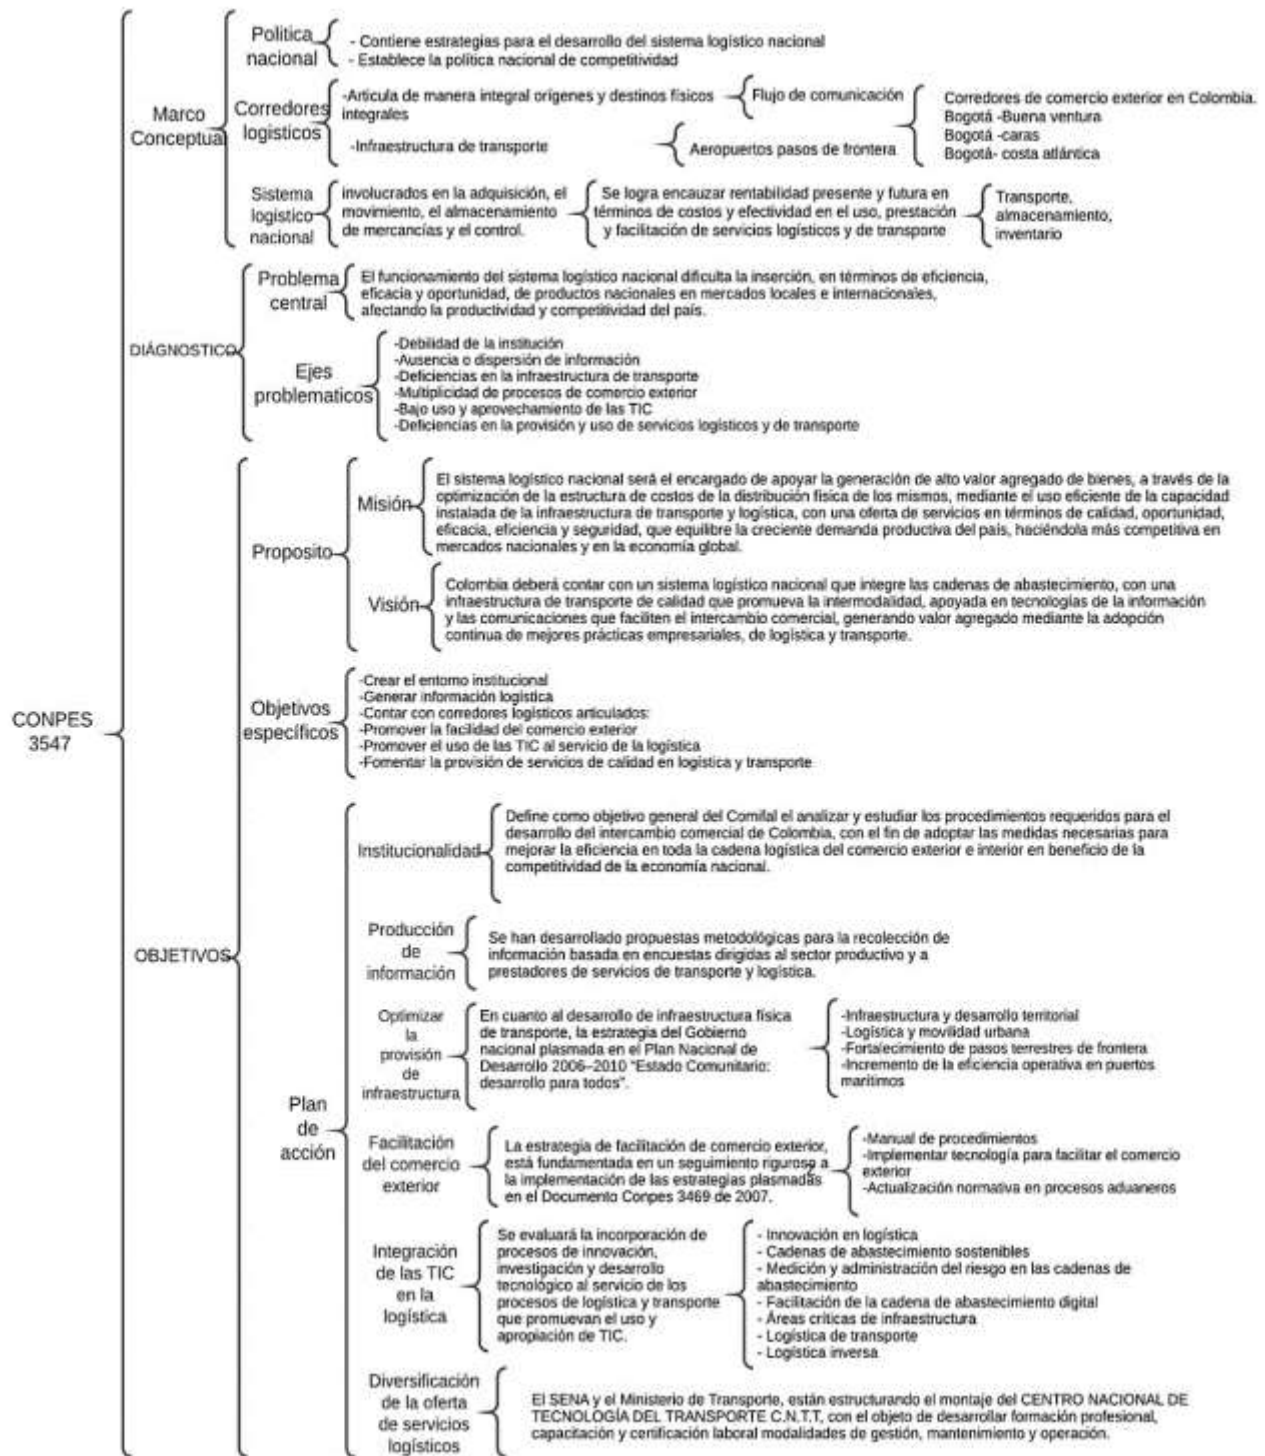 CONPES
3547
Marco
Conceptual
Politica
nacional
- Contiene estrategias para el desarrollo del sistema logístico nacional
- Establece la política nacional de competitividad
Corredores
logísticos
-Articula de manera integral orígenes y destinos físicos
integrales
Flujo de comunicación
-Infraestructura de transporte
Aeropuertos pasos de frontera
Corredores de comercio exterior en Colombia.
Bogotá -Buena ventura
Bogotá -caras
Bogotá- costa atlántica
Sistema
logístico
nacional
involucrados en la adquisición, el
movimiento, el almacenamiento
de mercancías y el control.
Se logra encauzar rentabilidad presente y futura en
términos de costos y efectividad en el uso, prestación
y facilitación de servicios logísticos y de transporte
Transporte,
almacenamiento,
inventario
DIÁGNOSTICO
Problema
central
El funcionamiento del sistema logístico nacional dificulta la inserción, en términos de eficiencia,
eficacia y oportunidad, de productos nacionales en mercados locales e internacionales,
afectando la productividad y competitividad del país.
Ejes
problematicos
-Debilidad de la institución
-Ausencia o dispersión de información
-Deficiencias en la infraestructura de transporte
-Multiplicidad de procesos de comercio exterior
-Bajo uso y aprovechamiento de las TIC
-Deficiencias en la provisión y uso de servicios logísticos y de transporte
OBJETIVOS
Proposito
Misión
El sistema logístico nacional será el encargado de apoyar la generación de alto valor agregado de bienes, a través de la
optimización de la estructura de costos de la distribución física de los mismos, mediante el uso eficiente de la capacidad
instalada de la infraestructura de transporte y logística, con una oferta de servicios en términos de calidad, oportunidad,
eficacia, eficiencia y seguridad, que equilibre la creciente demanda productiva del país, haciéndola más competitiva en
mercados nacionales y en la economía global.
Visión
Colombia deberá contar con un sistema logístico nacional que integre las cadenas de abastecimiento, con una
infraestructura de transporte de calidad que promueva la intermodalidad, apoyada en tecnologías de la información
y las comunicaciones que faciliten el intercambio comercial, generando valor agregado mediante la adopción
continua de mejores prácticas empresariales, de logística y transporte.
Objetivos
específicos
-Crear el entorno institucional
-Generar información logística
-Contar con corredores logísticos articulados:
-Promover la facilidad del comercio exterior
-Promover el uso de las TIC al servicio de la logística
-Fomentar la provisión de servicios de calidad en logística y transporte
Plan
de
acción
Institucionalidad
Define como objetivo general del Comifal el analizar y estudiar los procedimientos requeridos para el
desarrollo del intercambio comercial de Colombia, con el fin de adoptar las medidas necesarias para
mejorar la eficiencia en toda la cadena logística del comercio exterior e interior en beneficio de la
competitividad de la economía nacional.
Producción
de
información
Se han desarrollado propuestas metodológicas para la recolección de
información basada en encuestas dirigidas al sector productivo y a
prestadores de servicios de transporte y logística.
Optimizar
la
provisión
de
infraestructura
En cuanto al desarrollo de infraestructura física
de transporte, la estrategia del Gobierno
nacional plasmada en el Plan Nacional de
Desarrollo 2006–2010 "Estado Comunitario:
desarrollo para todos".
-Infraestructura y desarrollo territorial
-Logística y movilidad urbana
-Fortalecimiento de pasos terrestres de frontera
-Incremento de la eficiencia operativa en puertos
marítimos
Facilitación
del comercio
exterior
La estrategia de facilitación de comercio exterior,
está fundamentada en un seguimiento riguroso a
la implementación de las estrategias plasmadas
en el Documento Conpes 3469 de 2007.
-Manual de procedimientos
-Implementar tecnología para facilitar el comercio
exterior
-Actualización normativa en procesos aduaneros
Integración
de las TIC
en la
logística
Se evaluará la incorporación de
procesos de innovación,
investigación y desarrollo
tecnológico al servicio de los
procesos de logística y transporte
que promuevan el uso y
apropiación de TIC.
- Innovación en logística
- Cadenas de abastecimiento sostenibles
- Medición y administración del riesgo en las cadenas de
abastecimiento
- Facilitación de la cadena de abastecimiento digital
- Áreas críticas de infraestructura
- Logística de transporte
- Logística inversa
Diversificación
de la oferta
de servicios
logísticos
El SENA y el Ministerio de Transporte, están estructurando el montaje del CENTRO NACIONAL DE
TECNOLOGÍA DEL TRANSPORTE C.N.T.T, con el objeto de desarrollar formación profesional,
capacitación y certificación laboral modalidades de gestión, mantenimiento y operación.